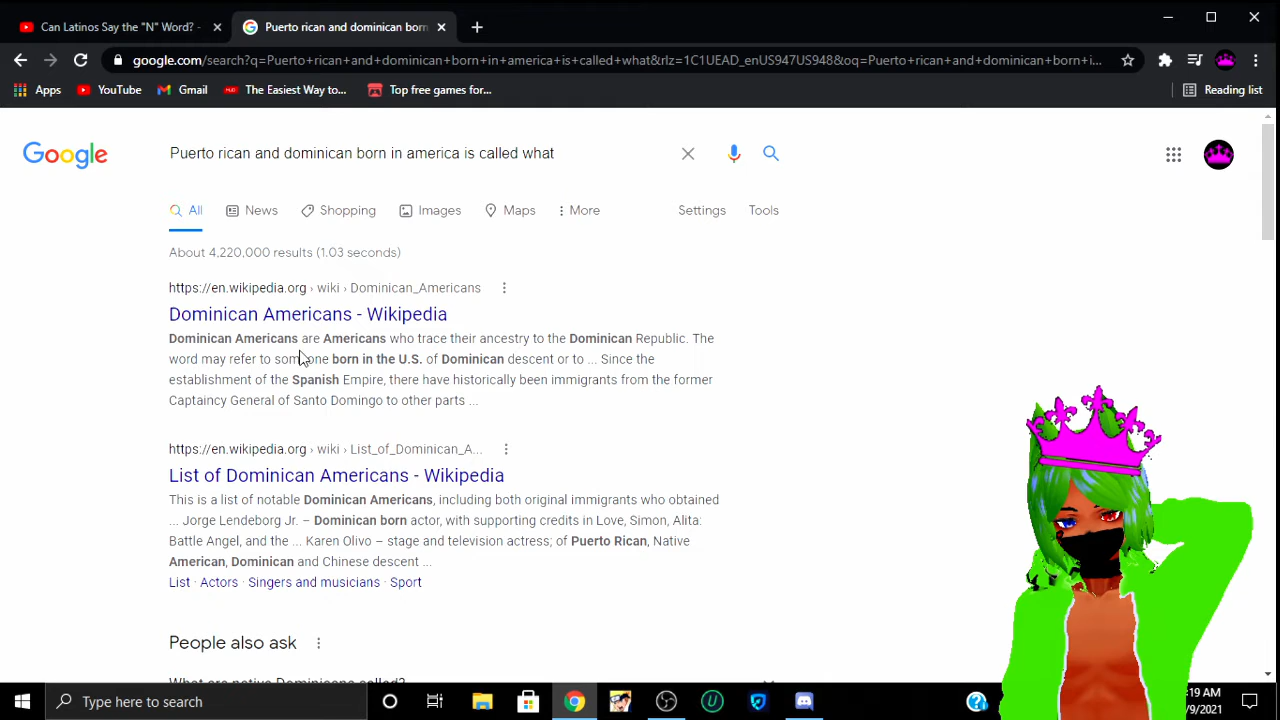 Can Latinos Say the "N" Word? -
Puerto rican and dominican born
google.com/search?q=Puerto+rican+and+dominican+born+in+america+is+called+what&rlz=1C1UEAD_enUS947US948&oq=Puerto+rican+and+dominican+born+i...
Apps YouTube Gmail The Easiest Way to... Top free games for... Reading list
Google
Puerto rican and dominican born in america is called what
All News Shopping Images Maps More Settings Tools
About 4,220,000 results (1.03 seconds)
https://en.wikipedia.org › wiki › Dominican_Americans
Dominican Americans - Wikipedia
Dominican Americans are Americans who trace their ancestry to the Dominican Republic. The
word may refer to someone born in the U.S. of Dominican descent or to ... Since the
establishment of the Spanish Empire, there have historically been immigrants from the former
Captaincy General of Santo Domingo to other parts ...
https://en.wikipedia.org › wiki › List_of_Dominican_A...
List of Dominican Americans - Wikipedia
This is a list of notable Dominican Americans, including both original immigrants who obtained
... Jorge Lendeborg Jr. – Dominican born actor, with supporting credits in Love, Simon, Alita:
Battle Angel, and the ... Karen Olivo – stage and television actress; of Puerto Rican, Native
American, Dominican and Chinese descent ...
List · Actors · Singers and musicians · Sport
People also ask
What are native Dominicans called?
Type here to search
:19 AM
/9/2021